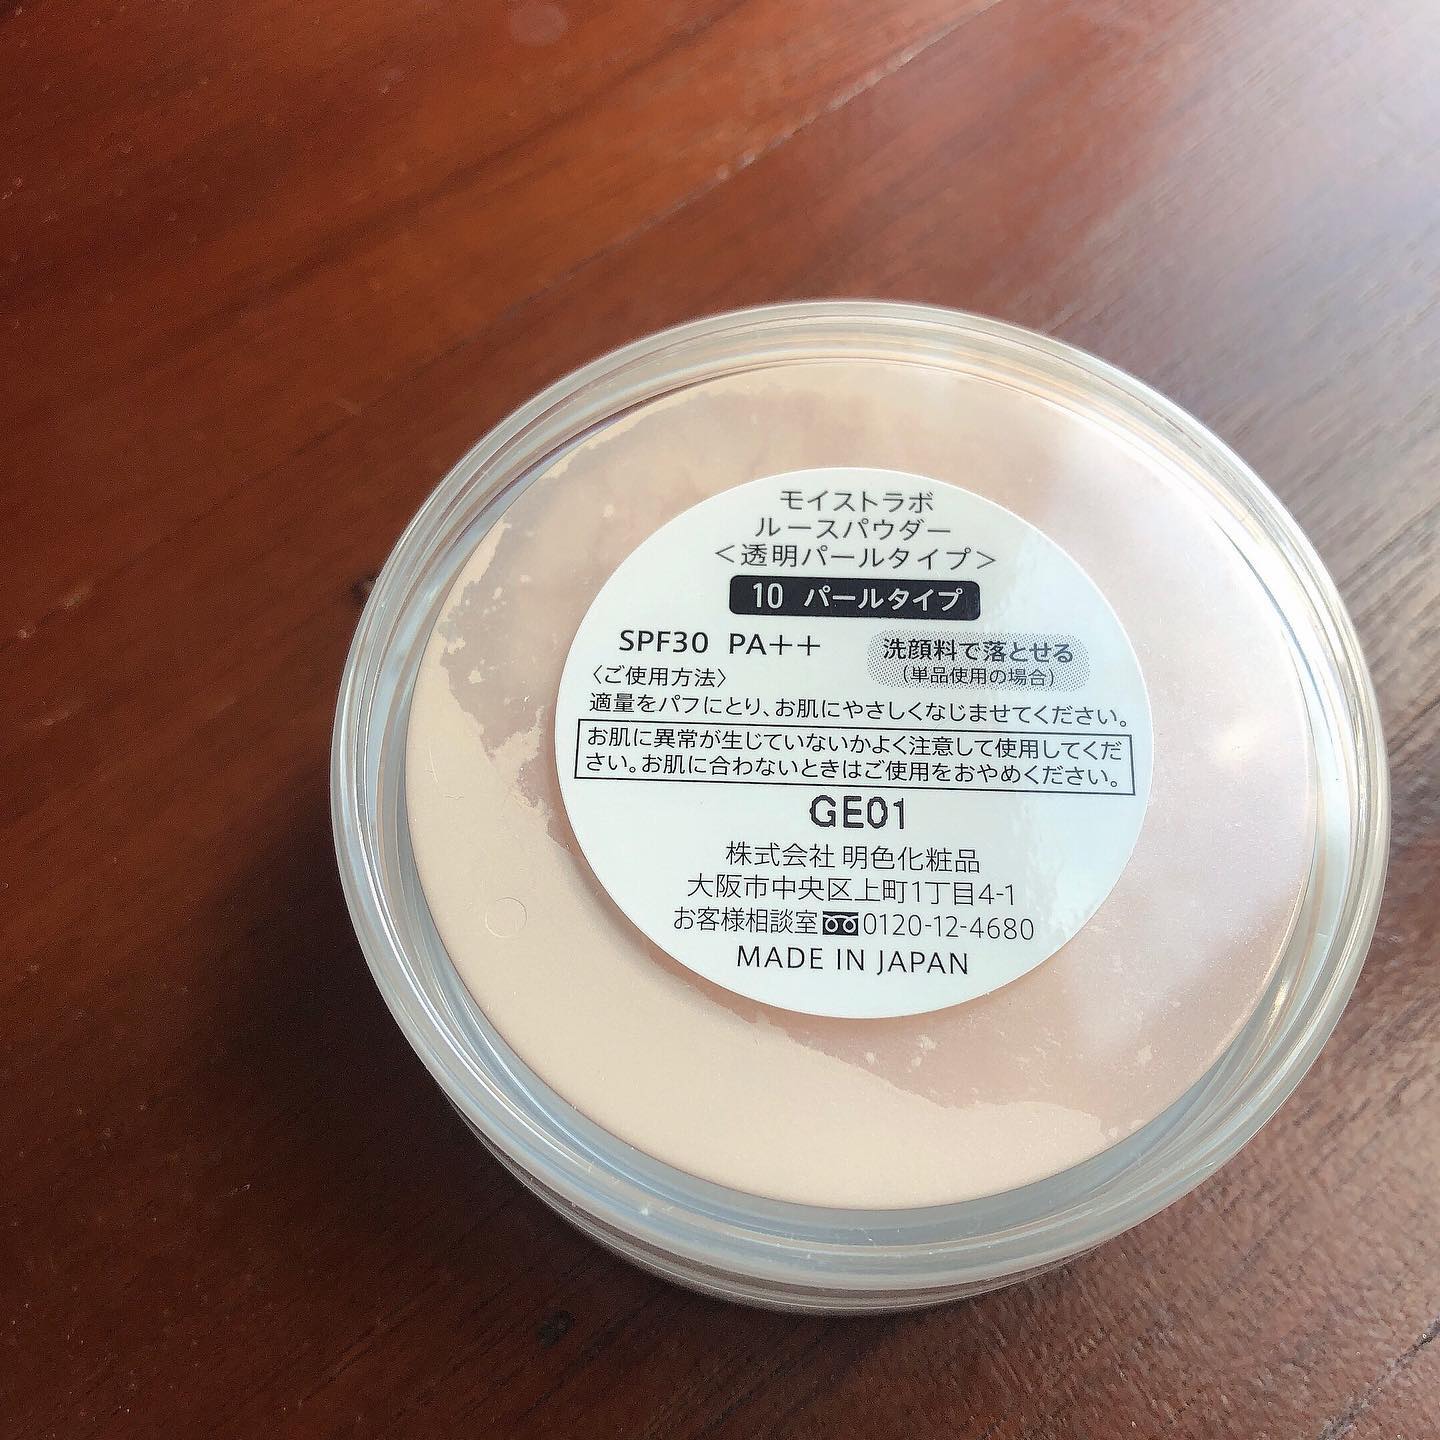 モイストラボ
ルースパウダー
＜透明パールタイプ＞
10 パールタイプ
SPF30 PA++
洗顔料で落とせる
（単品使用の場合）
〈ご使用方法〉
適量をパフにとり、お肌にやさしくなじませてください。
お肌に異常が生じていないかよく注意して使用してくだ
さい。お肌に合わないときはご使用をおやめください。
GE01
株式会社 明色化粧品
大阪市中央区上町1丁目4-1
お客様相談室 0120-12-4680
MADE IN JAPAN